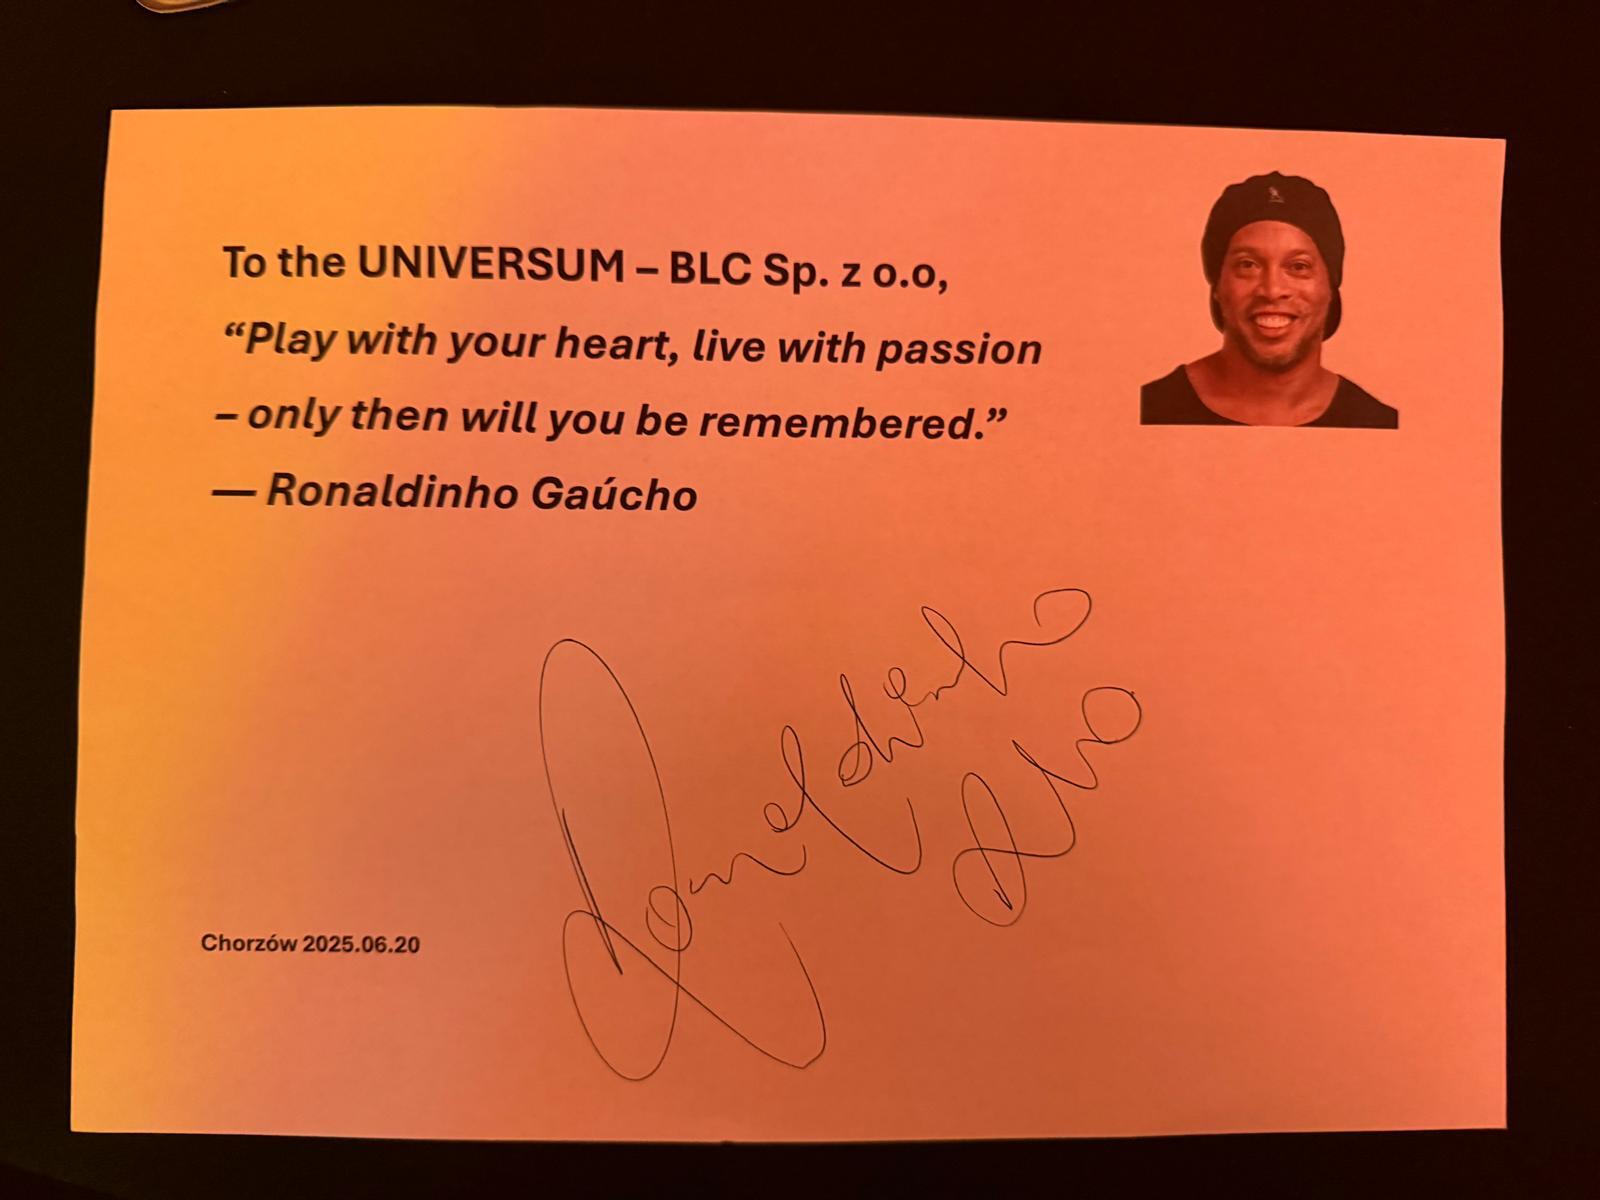 To the UNIVERSUM – BLC Sp. z o.o,
“Play with your heart, live with passion
– only then will you be remembered.”
— Ronaldinho Gaúcho
Ronaldinho
Chorzów 2025.06.20